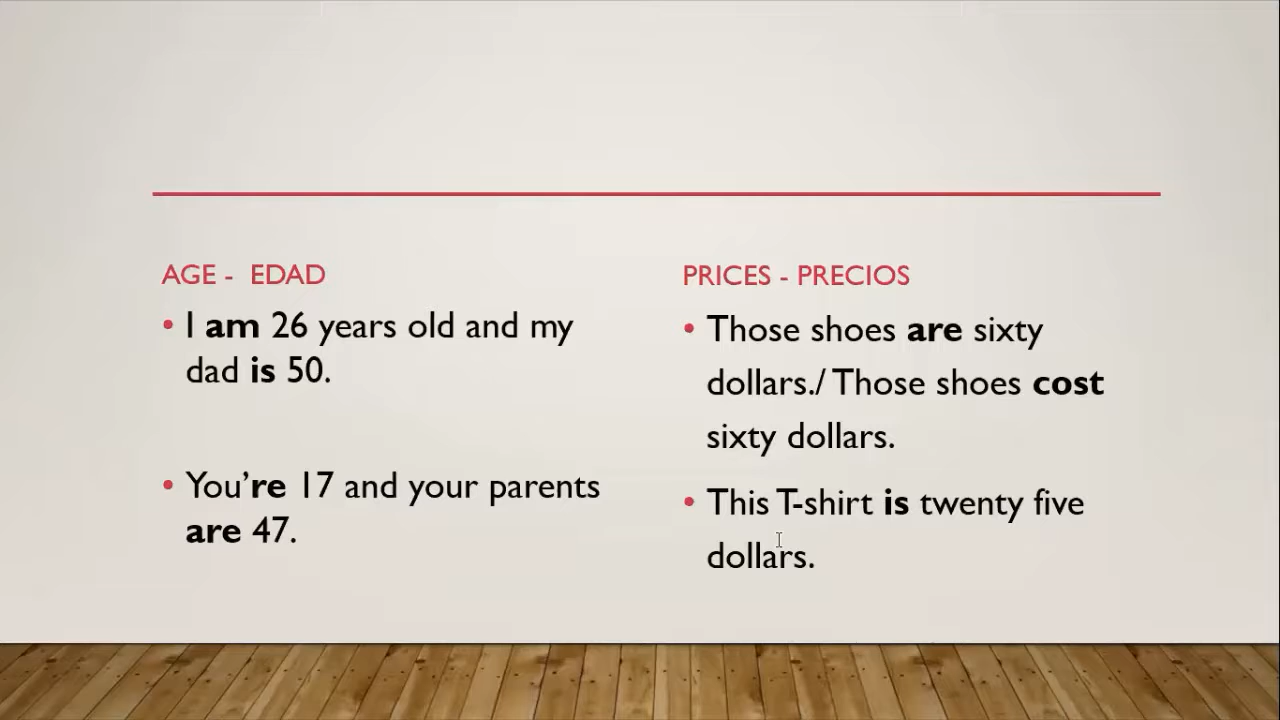 AGE - EDAD
I am 26 years old and my
dad is 50.
You’re 17 and your parents
are 47.
PRICES - PRECIOS
Those shoes are sixty
dollars./ Those shoes cost
sixty dollars.
This T-shirt is twenty five
dollars.